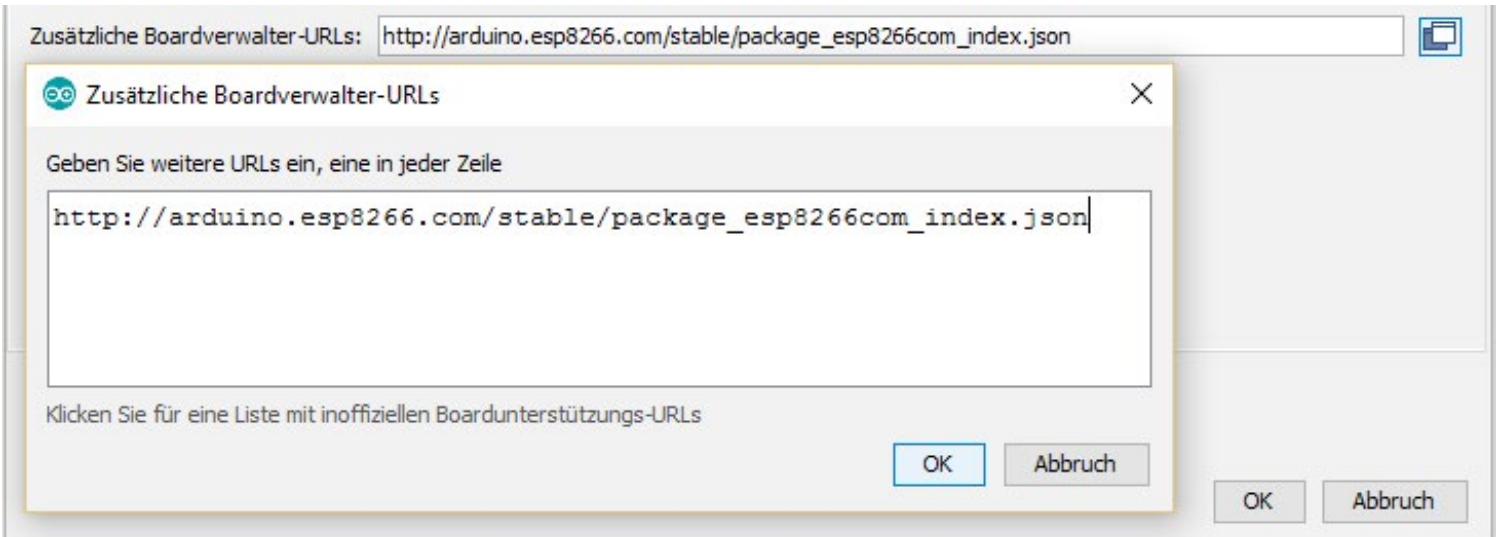 Zusätzliche Boardverwalter-URLs: http://arduino.esp8266.com/stable/package_esp8266com_index.json
Zusätzliche Boardverwalter-URLs
Geben Sie weitere URLs ein, eine in jeder Zeile
http://arduino.esp8266.com/stable/package_esp8266com_index.json
Klicken Sie für eine Liste mit inoffiziellen Boardunterstützungs-URLs
OK Abbruch
OK Abbruch